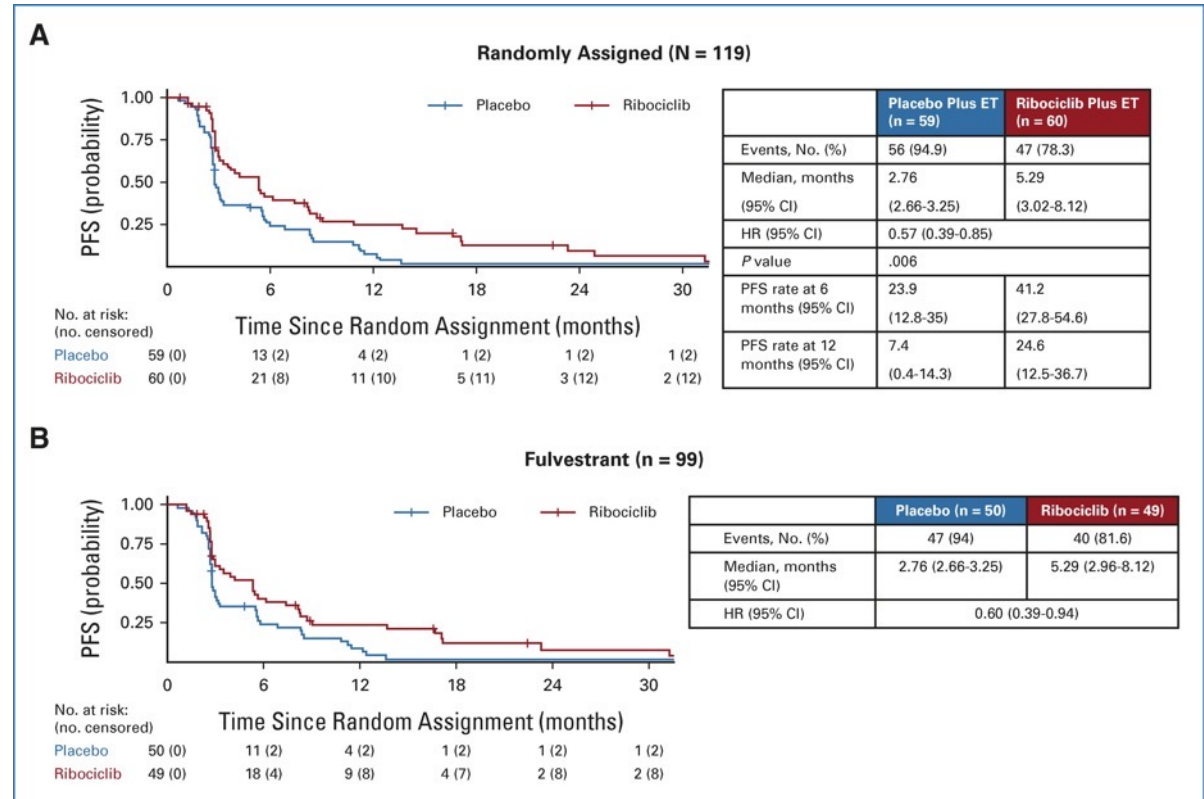 A
Randomly Assigned (N = 119)
PFS (probability)
1.00
0.75
0.50
0.25
Placebo
Ribociclib
0 6 12 18 24 30
Time Since Random Assignment (months)
No. at risk:
(no. censored)
Placebo 59 (0) 13 (2) 4 (2) 1 (2) 1 (2) 1 (2)
Ribociclib 60 (0) 21 (8) 11 (10) 5 (11) 3 (12) 2 (12)
Placebo Plus ET Ribociclib Plus ET
(n = 59) (n = 60)
Events, No. (%) 56 (94.9) 47 (78.3)
Median, months 2.76 5.29
(95% CI) (2.66-3.25) (3.02-8.12)
HR (95% CI) 0.57 (0.39-0.85)
P value .006
PFS rate at 6 23.9 41.2
months (95% CI) (12.8-35) (27.8-54.6)
PFS rate at 12 7.4 24.6
months (95% CI) (0.4-14.3) (12.5-36.7)
B
Fulvestrant (n = 99)
PFS (probability)
1.00
0.75
0.50
0.25
Placebo
Ribociclib
0 6 12 18 24 30
Time Since Random Assignment (months)
No. at risk:
(no. censored)
Placebo 50 (0) 11 (2) 4 (2) 1 (2) 1 (2) 1 (2)
Ribociclib 49 (0) 18 (4) 9 (8) 4 (7) 2 (8) 2 (8)
Placebo (n = 50) Ribociclib (n = 49)
Events, No. (%) 47 (94) 40 (81.6)
Median, months 2.76 (2.66-3.25) 5.29 (2.96-8.12)
(95% CI)
HR (95% CI) 0.60 (0.39-0.94)